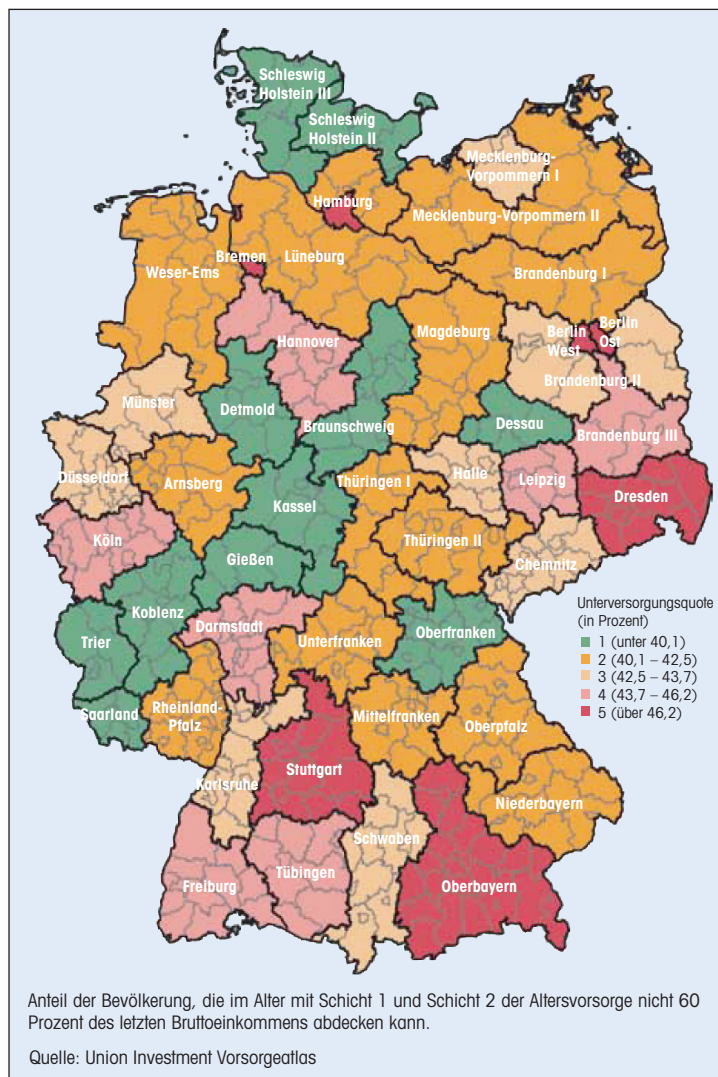 Schleswig
Holstein III
Schleswig
Holstein II
Mecklenburg-
Vorpommern I
Hamburg
Mecklenburg-Vorpommern II
Bremen
Lüneburg
Weser-Ems
Brandenburg I
Hannover
Magdeburg
Berlin
West
Berlin
Ost
Brandenburg II
Münster
Detmold
Braunschweig
Dessau
Brandenburg III
Düsseldorf
Arnsberg
Thüringen I
Halle
Leipzig
Dresden
Kassel
Köln
Thüringen II
Gießen
Chemnitz
Koblenz
Darmstadt
Trier
Unterfranken
Oberfranken
Saarland
Rheinland-
Pfalz
Mittelfranken
Oberpfalz
Karlsruhe
Stuttgart
Niederbayern
Schwaben
Freiburg
Tübingen
Oberbayern
Unterversorgungsquote
(in Prozent)
1 (unter 40,1)
2 (40,1 – 42,5)
3 (42,5 – 43,7)
4 (43,7 – 46,2)
5 (über 46,2)
Anteil der Bevölkerung, die im Alter mit Schicht 1 und Schicht 2 der Altersvorsorge nicht 60
Prozent des letzten Bruttoeinkommens abdecken kann.
Quelle: Union Investment Vorsorgeatlas